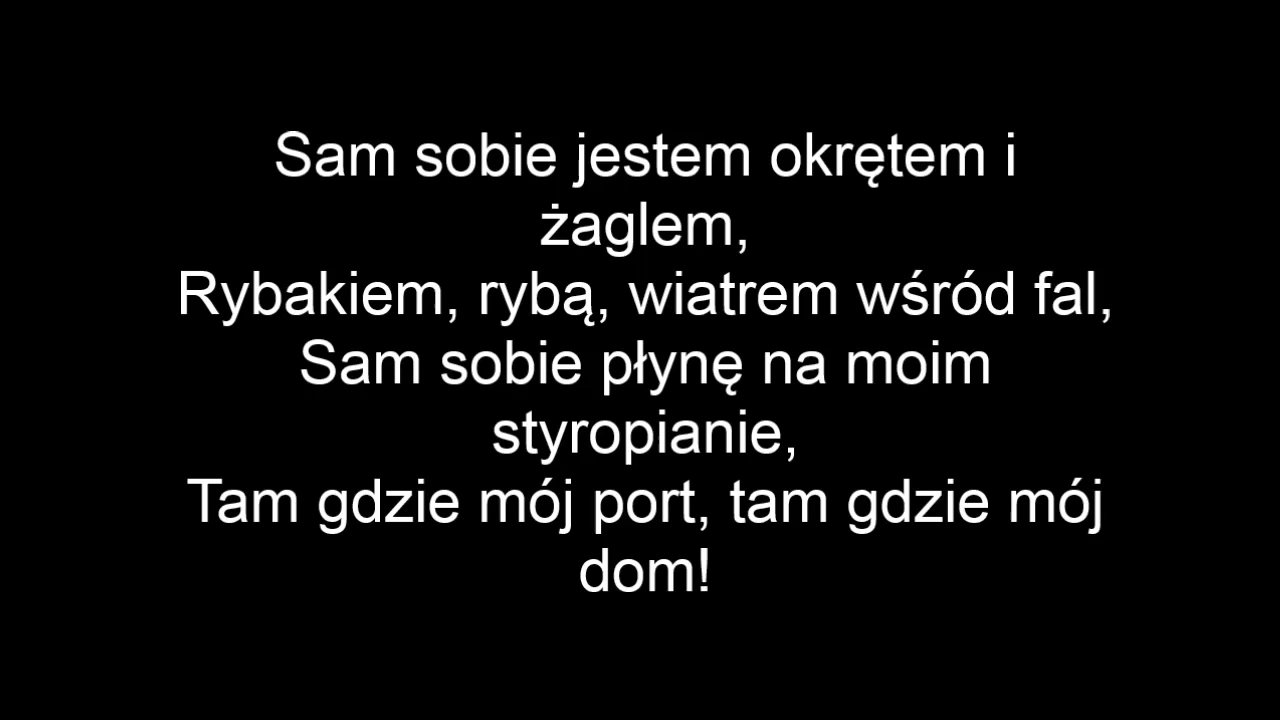 Sam sobie jestem okrętem i
żaglem,
Rybakiem, rybą, wiatrem wśród fal,
Sam sobie płynę na moim
styropianie,
Tam gdzie mój port, tam gdzie mój
dom!